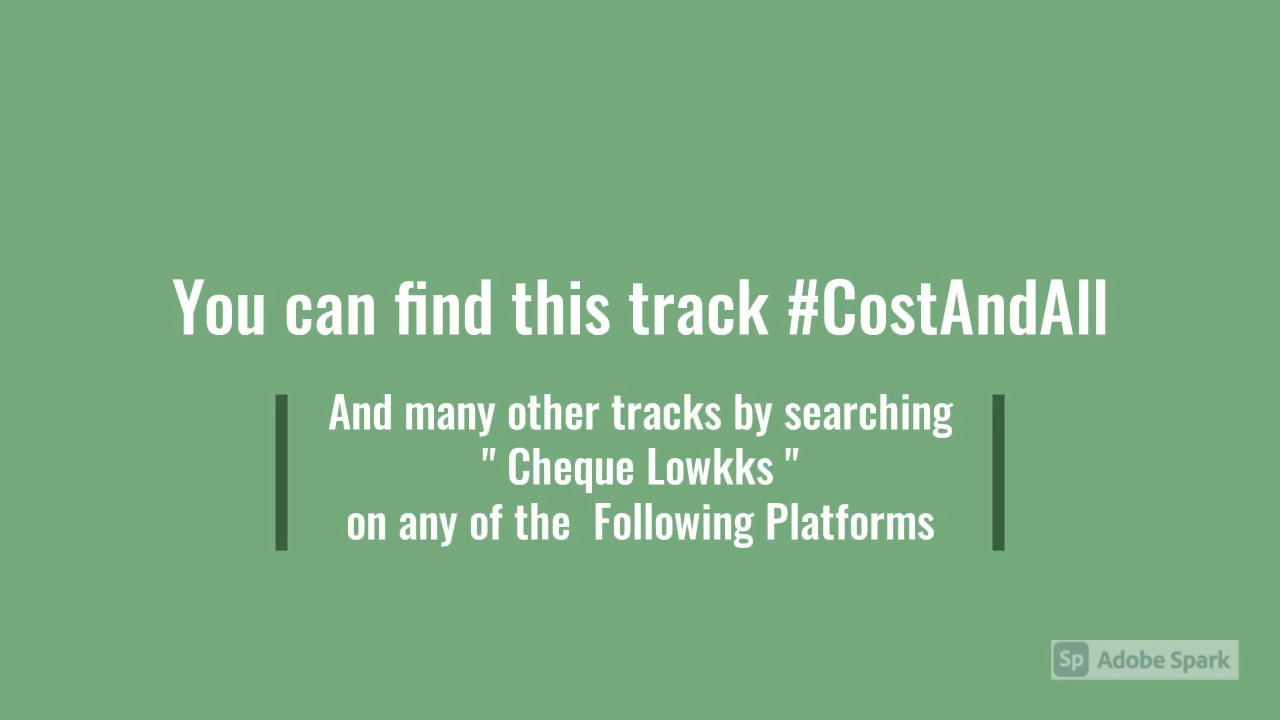 You can find this track #CostAndAll
And many other tracks by searching
" Cheque Lowkks "
on any of the  Following Platforms
Sp Adobe Spark